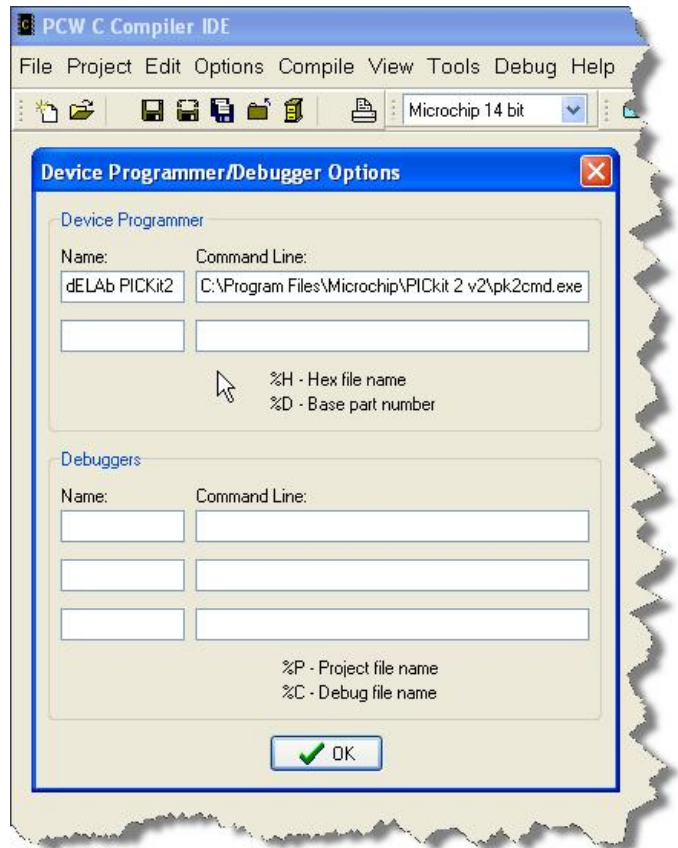 PCW C Compiler IDE
File Project Edit Options Compile View Tools Debug Help
Microchip 14 bit
Device Programmer/Debugger Options
Device Programmer
Name: Command Line:
dELAb PICKit2 C:\Program Files\Microchip\PICkit 2 v2\pk2cmd.exe
%H - Hex file name
%D - Base part number
Debuggers
Name: Command Line:
%P - Project file name
%C - Debug file name
OK